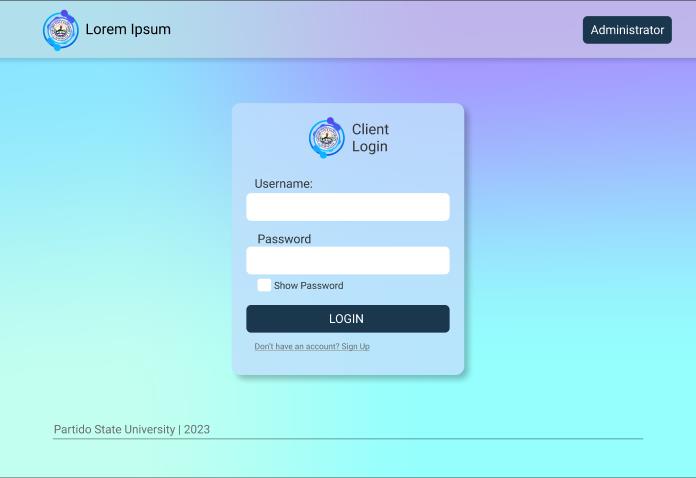 Lorem Ipsum
Administrator
Client
Login
Username:
Password
Show Password
LOGIN
Don't have an account? Sign Up
Partido State University | 2023